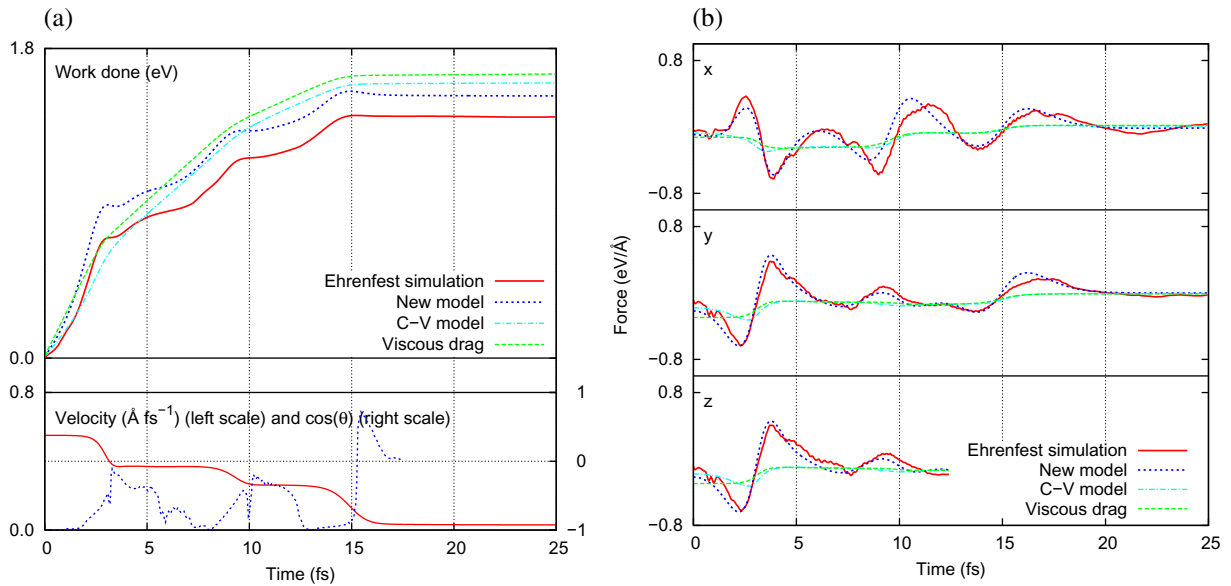 (a)
1.8
Work done (eV)
Ehrenfest simulation
New model
C−V model
Viscous drag
0.0
0.8
1
Velocity (Å fs−1) (left scale) and cos(θ) (right scale)
0
0.0
−1
0 5 10 15 20 25
Time (fs)
(b)
0.8
x
−0.8
0.8
y
Force (eV/Å)
−0.8
0.8
z
Ehrenfest simulation
New model
C−V model
Viscous drag
−0.8
5 10 15 20 25
Time (fs)